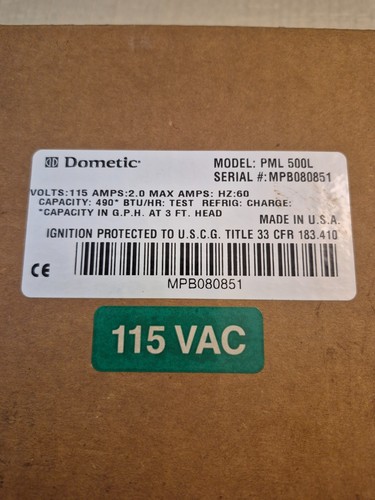 Dometic
MODEL: PML 500L
SERIAL #: MPB080851
VOLTS:115 AMPS:2.0 MAX AMPS: HZ:60
CAPACITY: 490* BTU/HR: TEST REFRIG: CHARGE:
*CAPACITY IN G.P.H. AT 3 FT. HEAD
MADE IN U.S.A.
IGNITION PROTECTED TO U.S.C.G. TITLE 33 CFR 183.410
CE
MPB080851
115 VAC